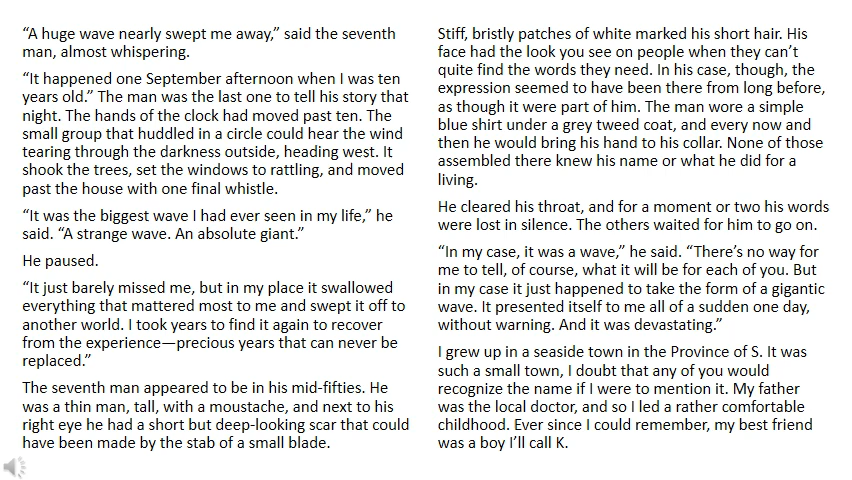 “A huge wave nearly swept me away,” said the seventh
man, almost whispering.
“It happened one September afternoon when I was ten
years old.” The man was the last one to tell his story that
night. The hands of the clock had moved past ten. The
small group that huddled in a circle could hear the wind
tearing through the darkness outside, heading west. It
shook the trees, set the windows to rattling, and moved
past the house with one final whistle.
“It was the biggest wave I had ever seen in my life,” he
said. “A strange wave. An absolute giant.”
He paused.
“It just barely missed me, but in my place it swallowed
everything that mattered most to me and swept it off to
another world. I took years to find it again to recover
from the experience—precious years that can never be
replaced.”
The seventh man appeared to be in his mid-fifties. He
was a thin man, tall, with a moustache, and next to his
right eye he had a short but deep-looking scar that could
have been made by the stab of a small blade.
Stiff, bristly patches of white marked his short hair. His
face had the look you see on people when they can’t
quite find the words they need. In his case, though, the
expression seemed to have been there from long before,
as though it were part of him. The man wore a simple
blue shirt under a grey tweed coat, and every now and
then he would bring his hand to his collar. None of those
assembled there knew his name or what he did for a
living.
He cleared his throat, and for a moment or two his words
were lost in silence. The others waited for him to go on.
“In my case, it was a wave,” he said. “There’s no way for
me to tell, of course, what it will be for each of you. But
in my case it just happened to take the form of a gigantic
wave. It presented itself to me all of a sudden one day,
without warning. And it was devastating.”
I grew up in a seaside town in the Province of S. It was
such a small town, I doubt that any of you would
recognize the name if I were to mention it. My father
was the local doctor, and so I led a rather comfortable
childhood. Ever since I could remember, my best friend
was a boy I’ll call K.